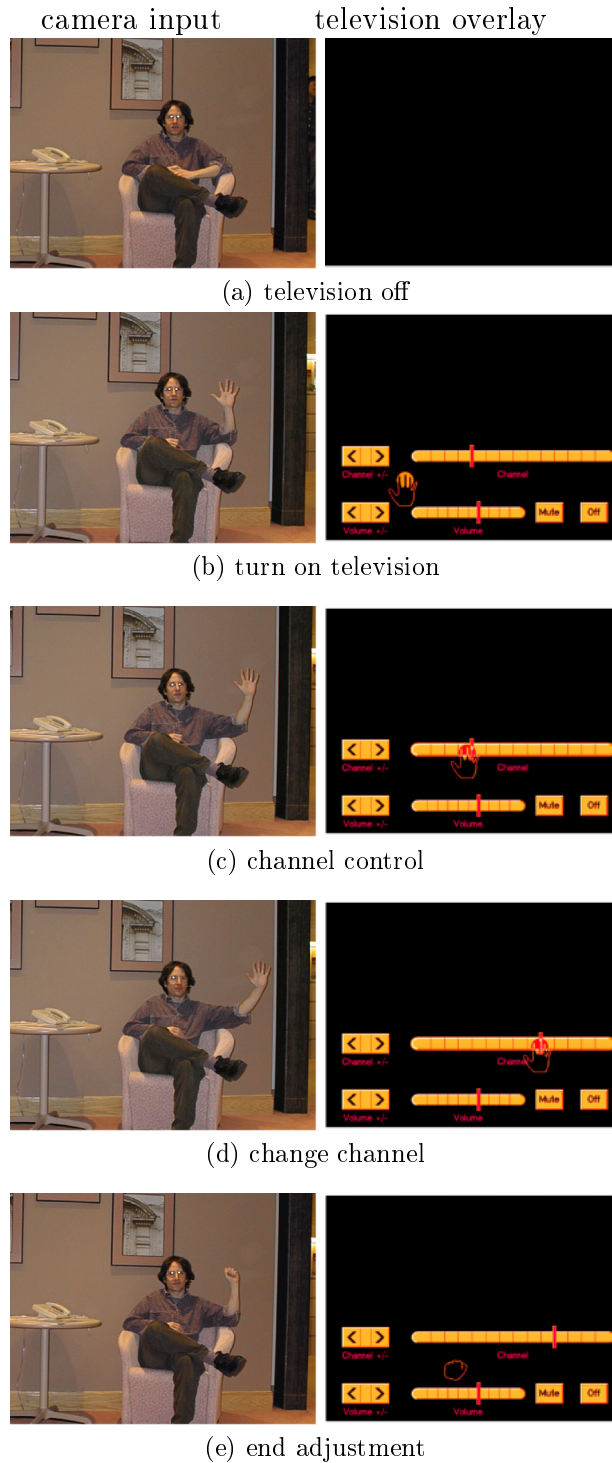 camera input television overlay
(a) television off
Channel +/- Channel
Volume +/- Volume Mute Off
(b) turn on television
Channel +/- Channel
Volume +/- Volume Mute Off
(c) channel control
Channel +/- Channel
Volume +/- Volume Mute Off
(d) change channel
Channel +/- Channel
Volume +/- Volume Mute Off
(e) end adjustment